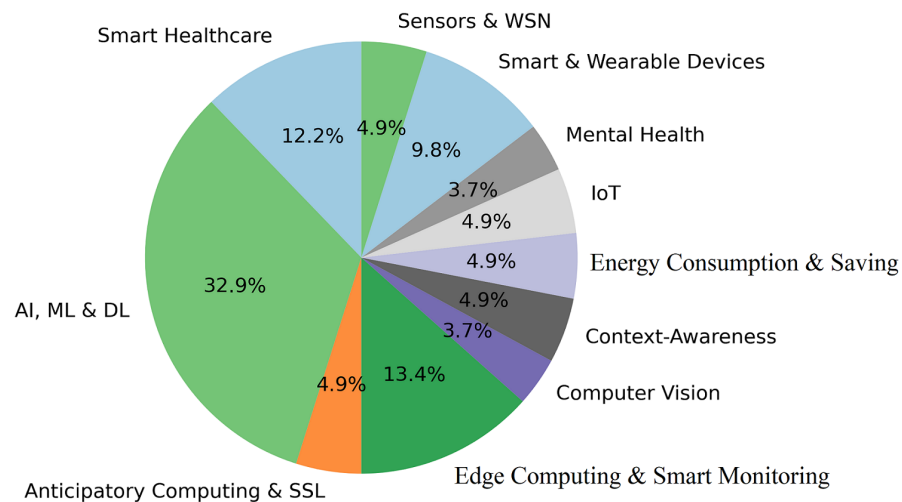 Sensors & WSN
Smart Healthcare
Smart & Wearable Devices
4.9%
12.2%
9.8%
Mental Health
3.7%
IoT
4.9%
4.9%
Energy Consumption & Saving
32.9%
4.9%
AI, ML & DL
3.7%
Context-Awareness
13.4%
4.9%
Computer Vision
Edge Computing & Smart Monitoring
Anticipatory Computing & SSL